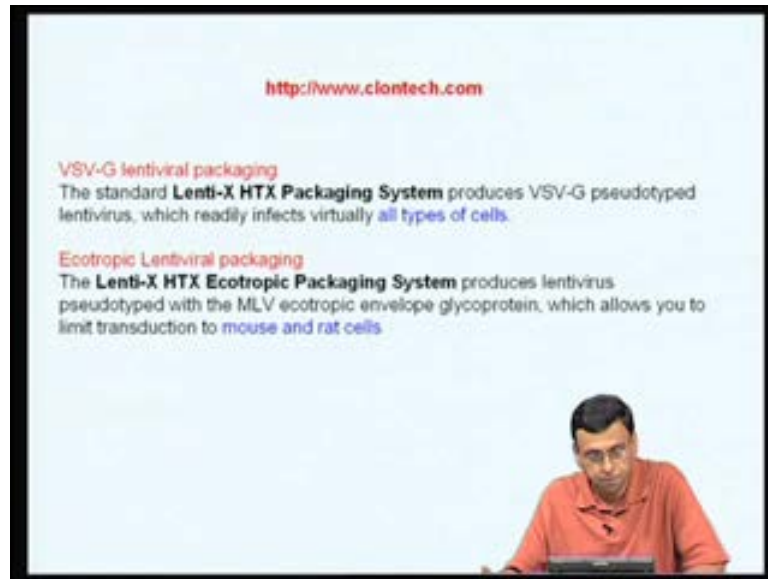 http://www.clontech.com
VSV-G lentiviral packaging
The standard Lenti-X HTX Packaging System produces VSV-G pseudotyped
lentivirus, which readily infects virtually all types of cells.
Ecotropic Lentiviral packaging
The Lenti-X HTX Ecotropic Packaging System produces lentivirus
pseudotyped with the MLV ecotropic envelope glycoprotein, which allows you to
limit transduction to mouse and rat cells